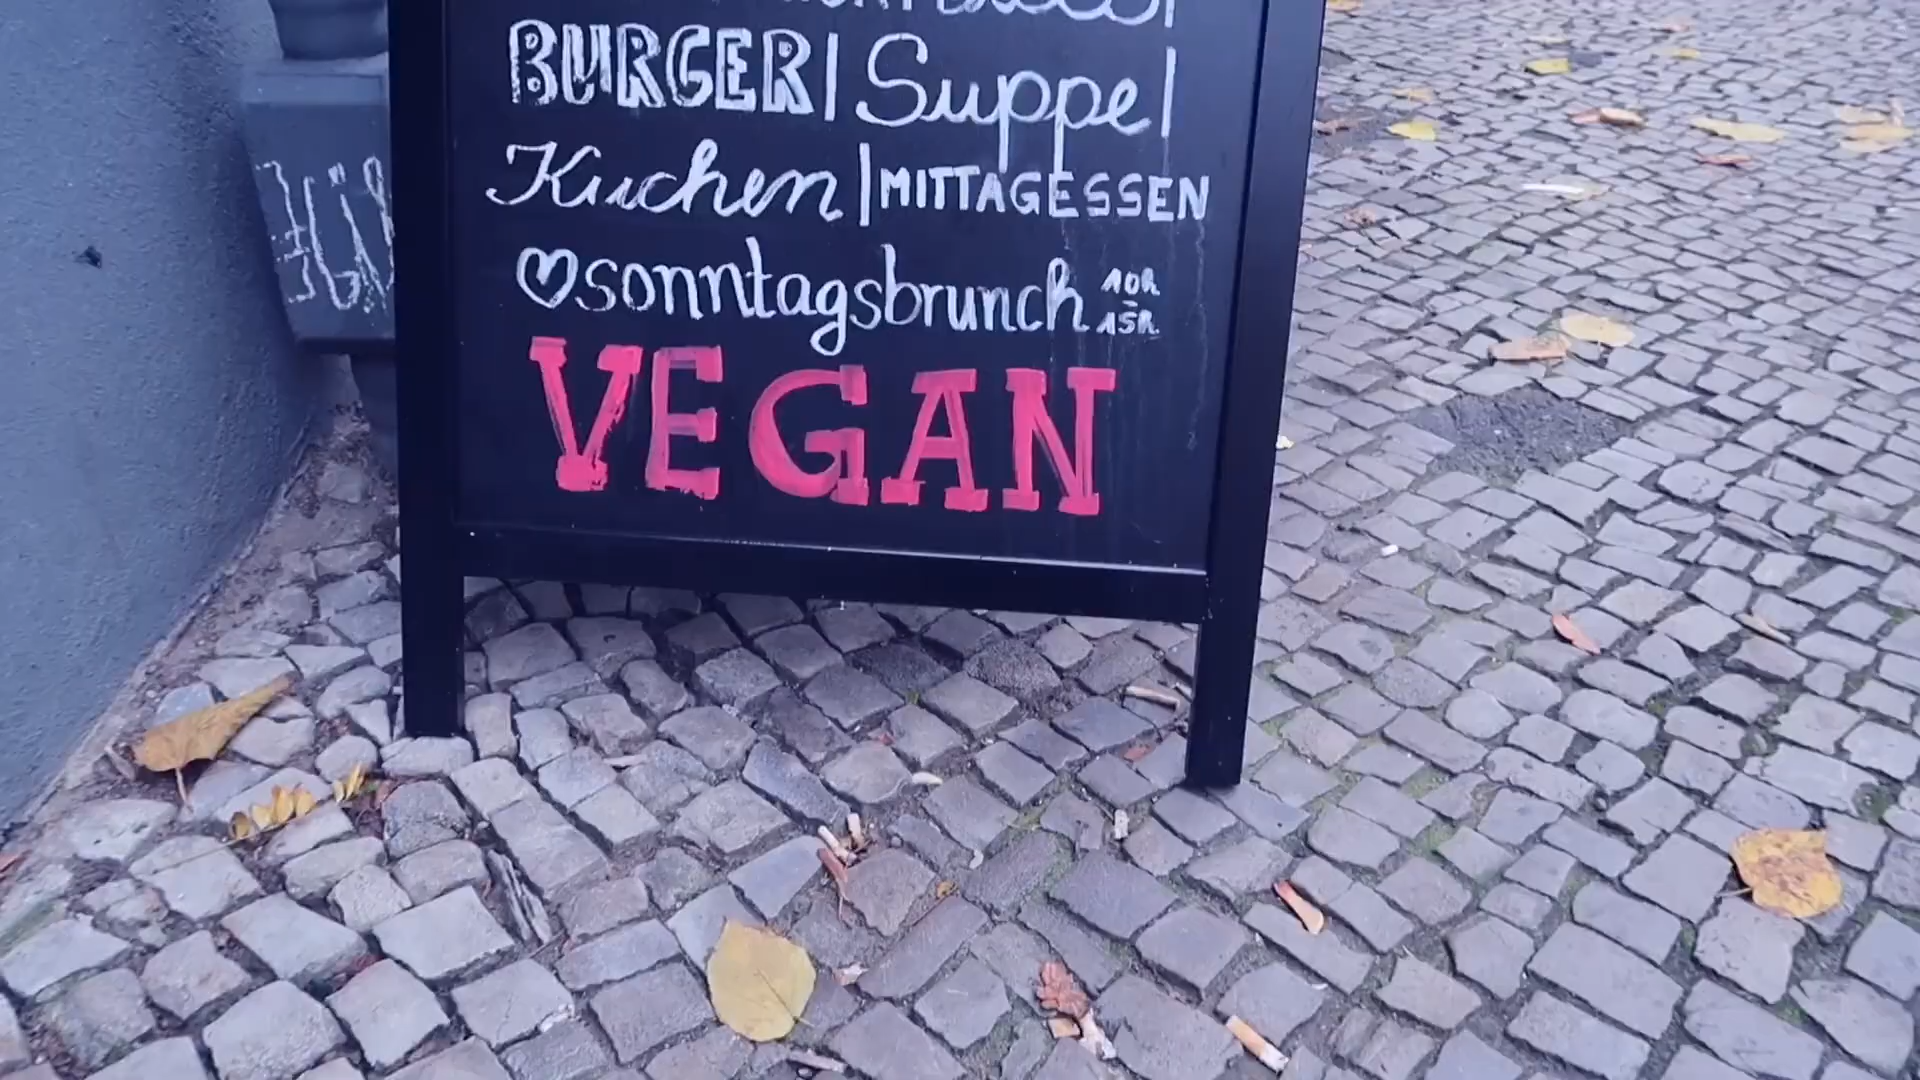 BURGER | Suppe |
Kuchen | MITTAGESSEN
♡sonntagsbrunch 10h - 15h
VEGAN